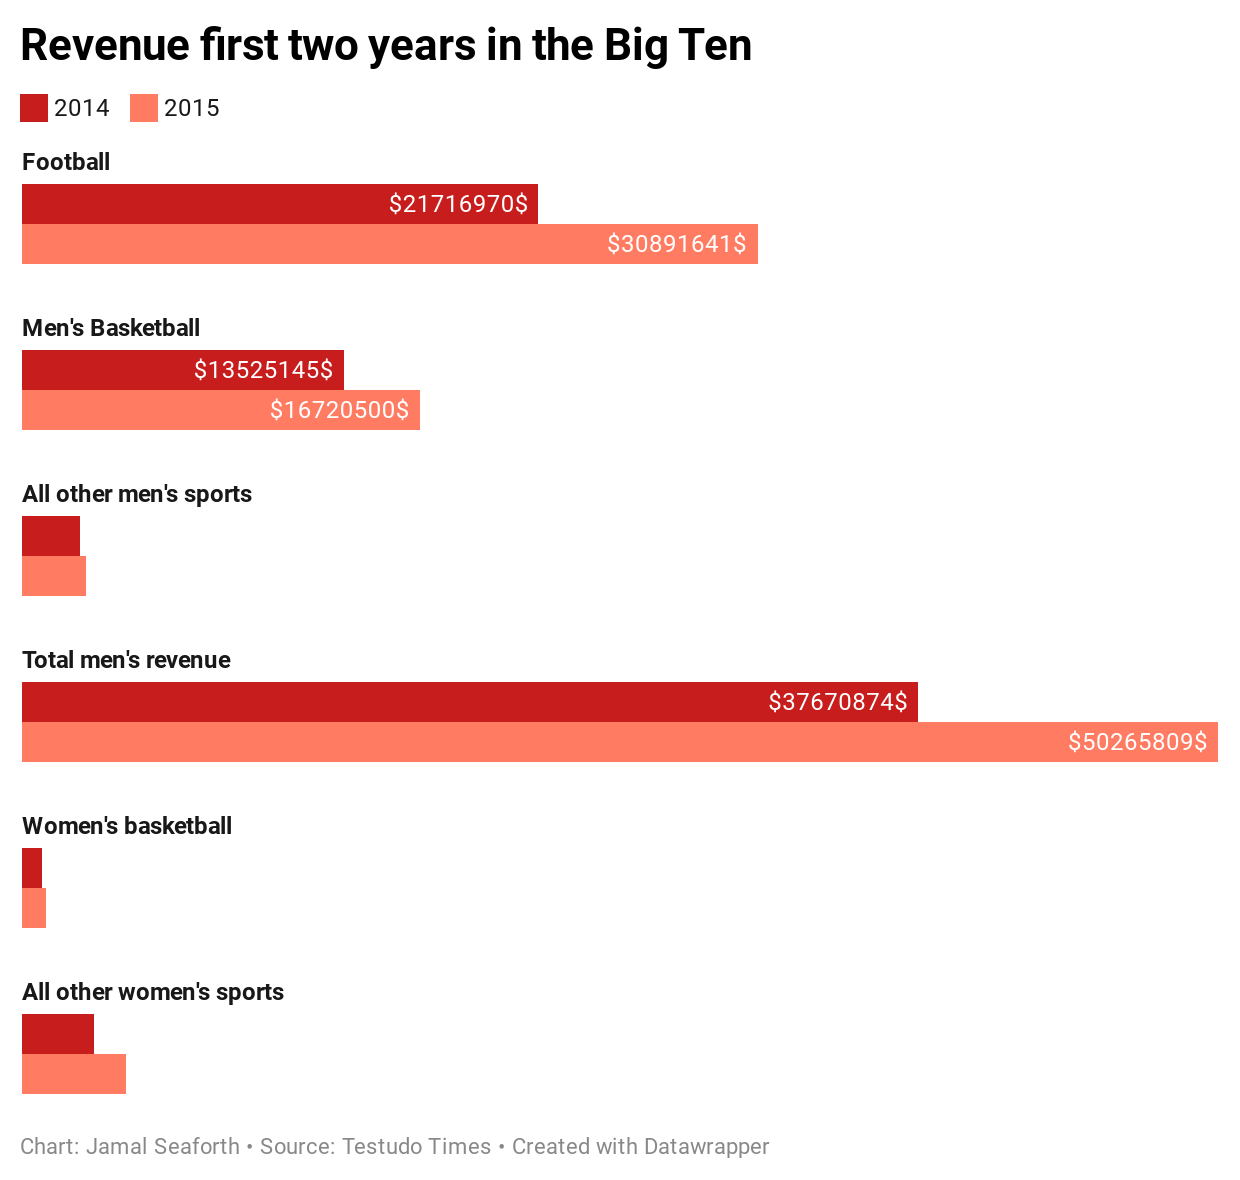 Revenue first two years in the Big Ten
2014 2015
Football
$21716970$
$30891641$
Men's Basketball
$13525145$
$16720500$
All other men's sports
Total men's revenue
$37670874$
$50265809$
Women's basketball
All other women's sports
Chart: Jamal Seaforth • Source: Testudo Times • Created with Datawrapper